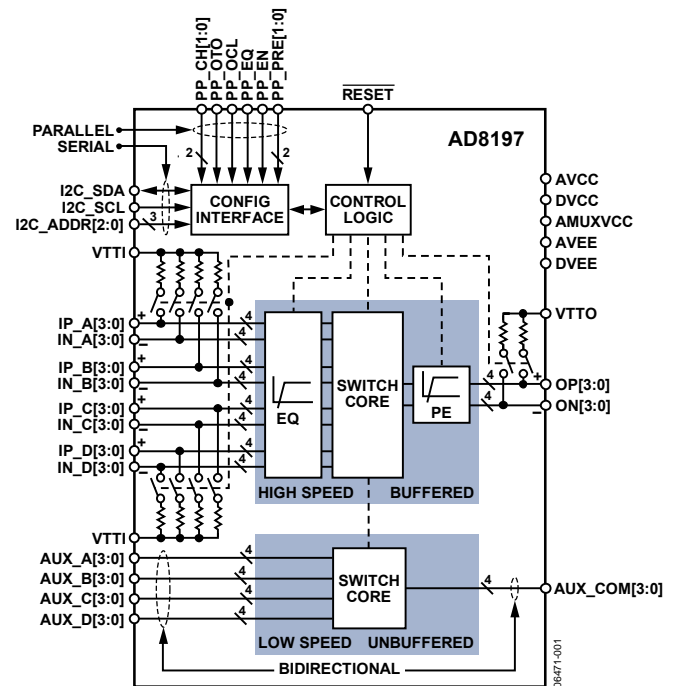 PP_CH[1:0]
PP_OTO
PP_OCL
PP_EQ
PP_EN
PP_PRE[1:0]
RESET
PARALLEL
SERIAL
AD8197
2
2
I2C_SDA
I2C_SCL
I2C_ADDR[2:0]
3
CONFIG
INTERFACE
CONTROL
LOGIC
AVCC
DVCC
AMUXVCC
AVEE
DVEE
VTTI
VTTO
+
IP_A[3:0]
4
IN_A[3:0]
–
4
+
IP_B[3:0]
4
IN_B[3:0]
–
4
+
IP_C[3:0]
4
IN_C[3:0]
–
4
+
IP_D[3:0]
4
IN_D[3:0]
–
4
EQ
SWITCH
CORE
PE
4
+
OP[3:0]
4
–
ON[3:0]
HIGH SPEED
BUFFERED
VTTI
AUX_A[3:0]
4
AUX_B[3:0]
4
AUX_C[3:0]
4
AUX_D[3:0]
4
SWITCH
CORE
4
AUX_COM[3:0]
LOW SPEED
UNBUFFERED
BIDIRECTIONAL
06471-001